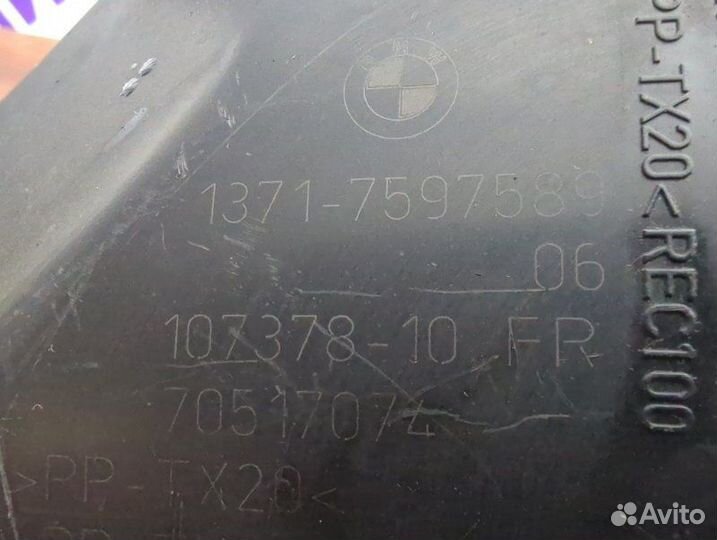 1371-7597589
06
107378-10 FR
70517074
>PP-TX20<
PP-TX20<REC100
Avito